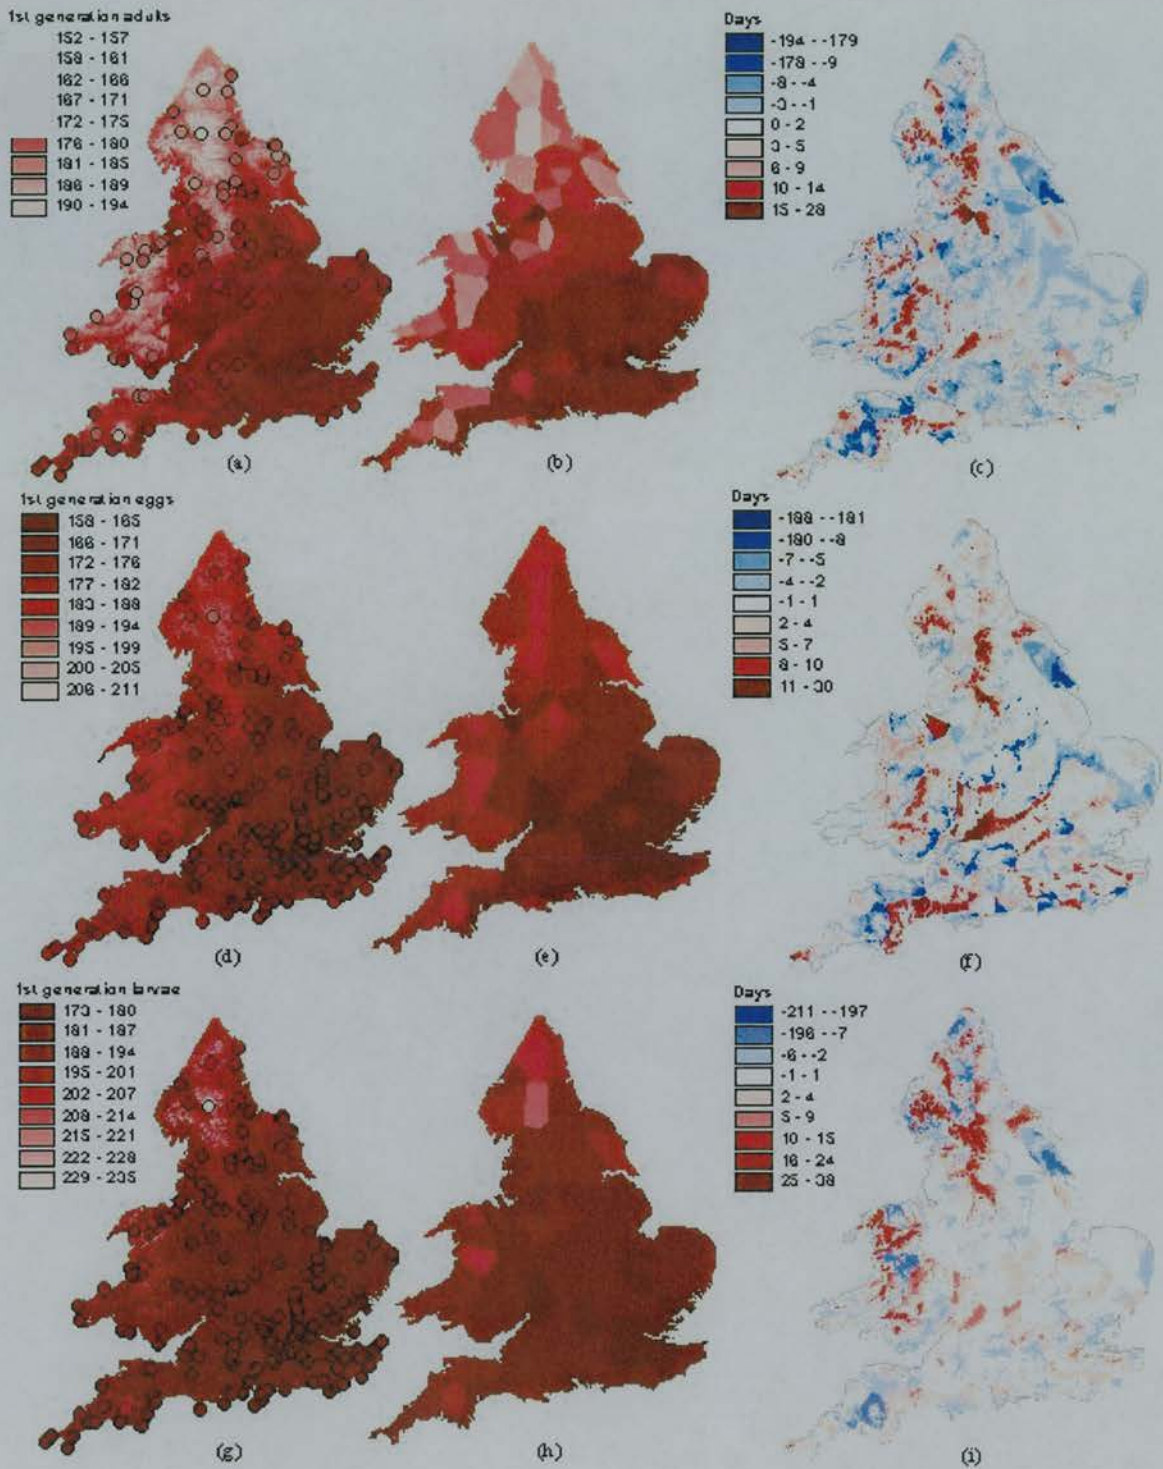 1st generation adults
152 - 157
158 - 161
162 - 166
167 - 171
172 - 175
176 - 180
181 - 185
186 - 189
190 - 194
Days
-194 - -179
-178 - -9
-8 - -4
-3 - -1
0 - 2
3 - 5
6 - 9
10 - 14
15 - 28
(a)
(b)
(c)
1st generation eggs
158 - 165
166 - 171
172 - 176
177 - 182
183 - 188
189 - 194
195 - 199
200 - 205
206 - 211
Days
-188 - -181
-180 - -8
-7 - -5
-4 - -2
-1 - 1
2 - 4
5 - 7
8 - 10
11 - 30
(d)
(e)
(f)
1st generation larvae
173 - 180
181 - 187
188 - 194
195 - 201
202 - 207
208 - 214
215 - 221
222 - 228
229 - 235
Days
-211 - -197
-196 - -7
-6 - -2
-1 - 1
2 - 4
5 - 9
10 - 15
16 - 24
25 - 38
(g)
(h)
(i)